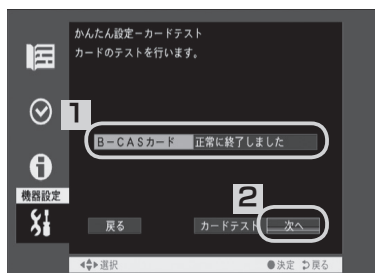 かんたん設定－カードテスト
カードのテストを行います。
1
B－CASカード 正常に終了しました
機器設定
2
戻る カードテスト 次へ
選択 決定 戻る